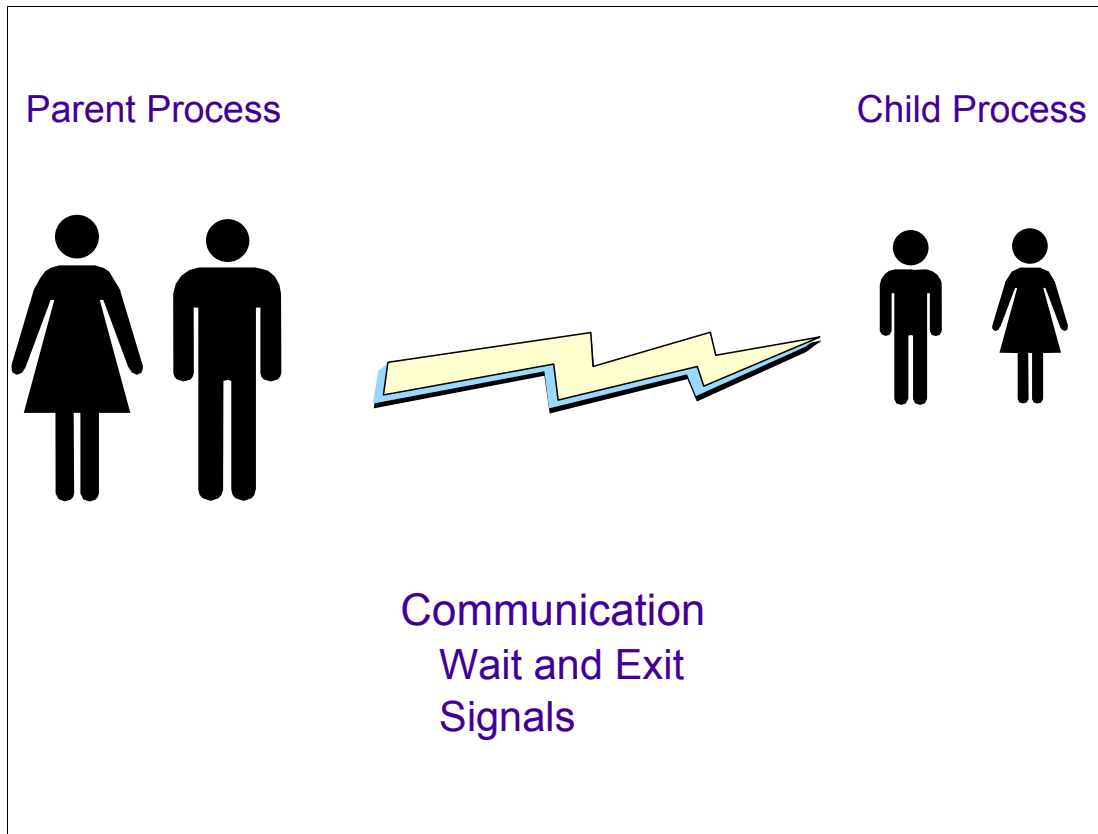 Parent Process
Child Process
Communication
Wait and Exit
Signals